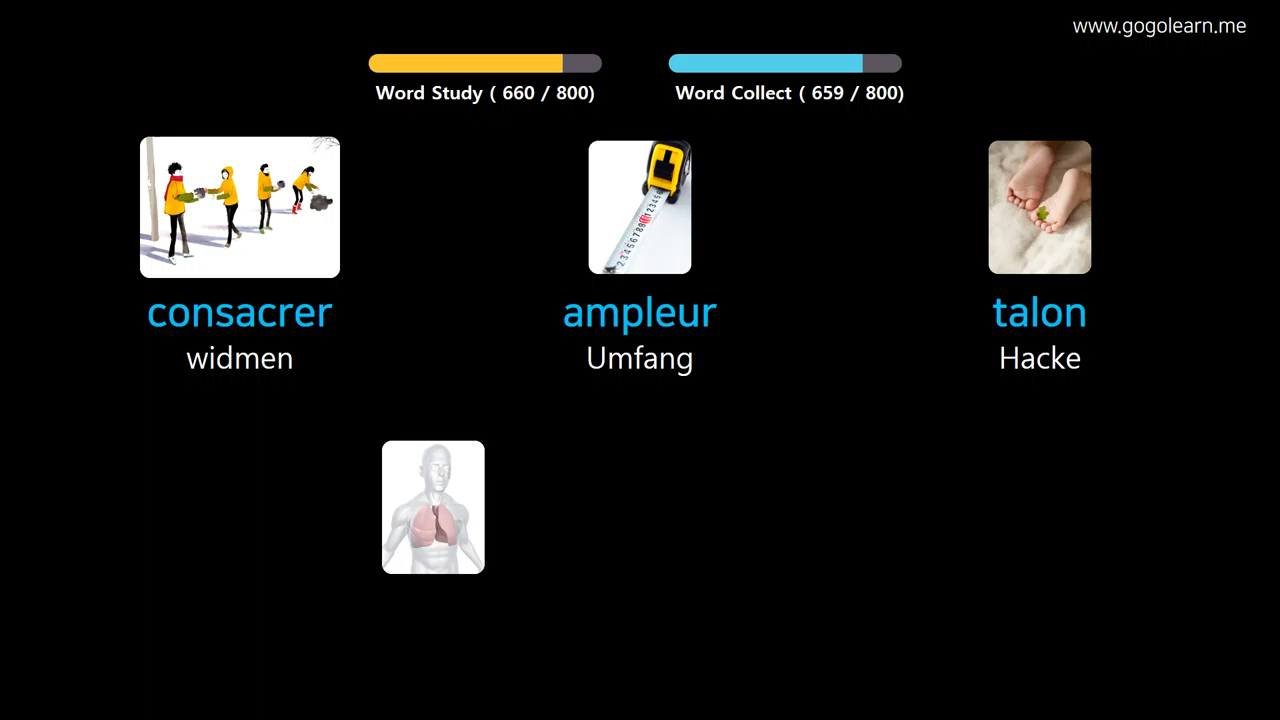 www.gogolearn.me
Word Study ( 660 / 800)
Word Collect ( 659 / 800)
consacrer
widmen
ampleur
Umfang
talon
Hacke